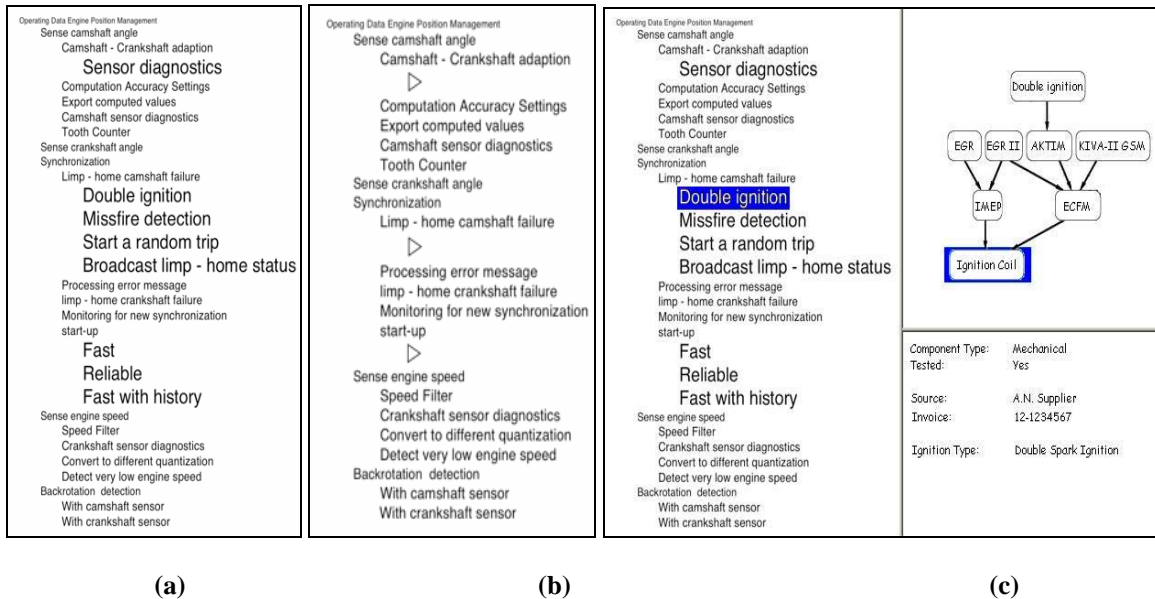 Operating Data Engine Position Management
Sense camshaft angle
Camshaft - Crankshaft adaption
Sensor diagnostics
Computation Accuracy Settings
Export computed values
Camshaft sensor diagnostics
Tooth Counter
Sense crankshaft angle
Synchronization
Limp - home camshaft failure
Double ignition
Missfire detection
Start a random trip
Broadcast limp - home status
Processing error message
limp - home crankshaft failure
Monitoring for new synchronization
start-up
Fast
Reliable
Fast with history
Sense engine speed
Speed Filter
Crankshaft sensor diagnostics
Convert to different quantization
Detect very low engine speed
Backrotation detection
With camshaft sensor
With crankshaft sensor
(a)
Operating Data Engine Position Management
Sense camshaft angle
Camshaft - Crankshaft adaption
Computation Accuracy Settings
Export computed values
Camshaft sensor diagnostics
Tooth Counter
Sense crankshaft angle
Synchronization
Limp - home camshaft failure
Processing error message
limp - home crankshaft failure
Monitoring for new synchronization
start-up
Sense engine speed
Speed Filter
Crankshaft sensor diagnostics
Convert to different quantization
Detect very low engine speed
Backrotation detection
With camshaft sensor
With crankshaft sensor
(b)
Operating Data Engine Position Management
Sense camshaft angle
Camshaft - Crankshaft adaption
Sensor diagnostics
Computation Accuracy Settings
Export computed values
Camshaft sensor diagnostics
Tooth Counter
Sense crankshaft angle
Synchronization
Limp - home camshaft failure
Double ignition
Missfire detection
Start a random trip
Broadcast limp - home status
Processing error message
limp - home crankshaft failure
Monitoring for new synchronization
start-up
Fast
Reliable
Fast with history
Sense engine speed
Speed Filter
Crankshaft sensor diagnostics
Convert to different quantization
Detect very low engine speed
Backrotation detection
With camshaft sensor
With crankshaft sensor
Double ignition
EGR EGR II AKTIM KIVA-II GSM
IMEP ECFM
Ignition Coil
Component Type: Mechanical
Tested: Yes
Source: A.N. Supplier
Invoice: 12-1234567
Ignition Type: Double Spark Ignition
(c)